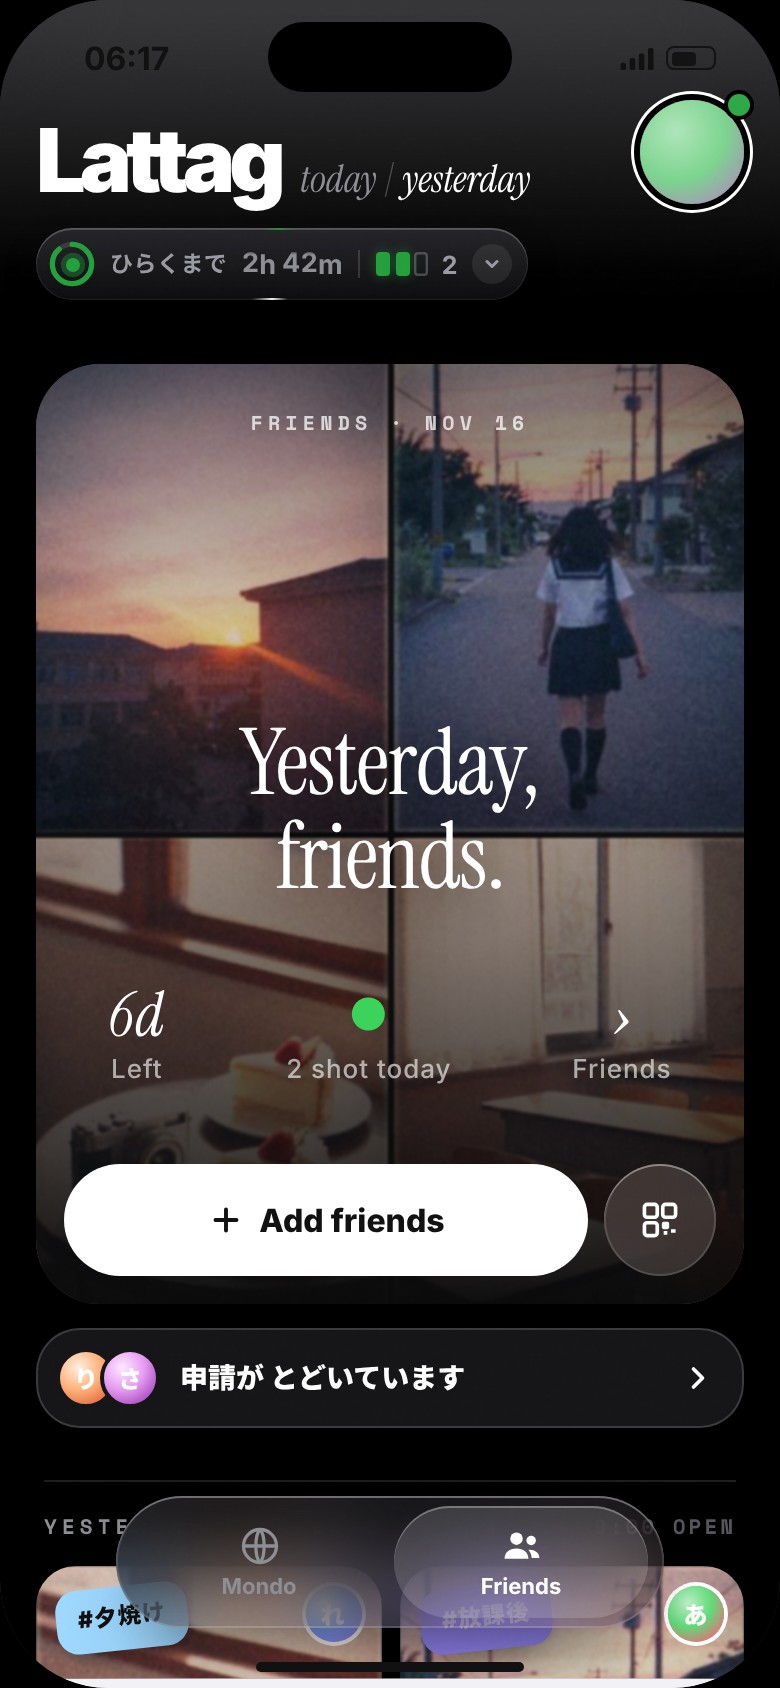 06:17
Lattag today / yesterday
ひらくまで 2h 42m 2
FRIENDS · NOV 16
Yesterday,
friends.
6d
Left
2 shot today
›
Friends
+ Add friends
り さ 申請が とどいています
YESTE
OPEN
Mondo
Friends
#夕焼け れ
#放課後 あ